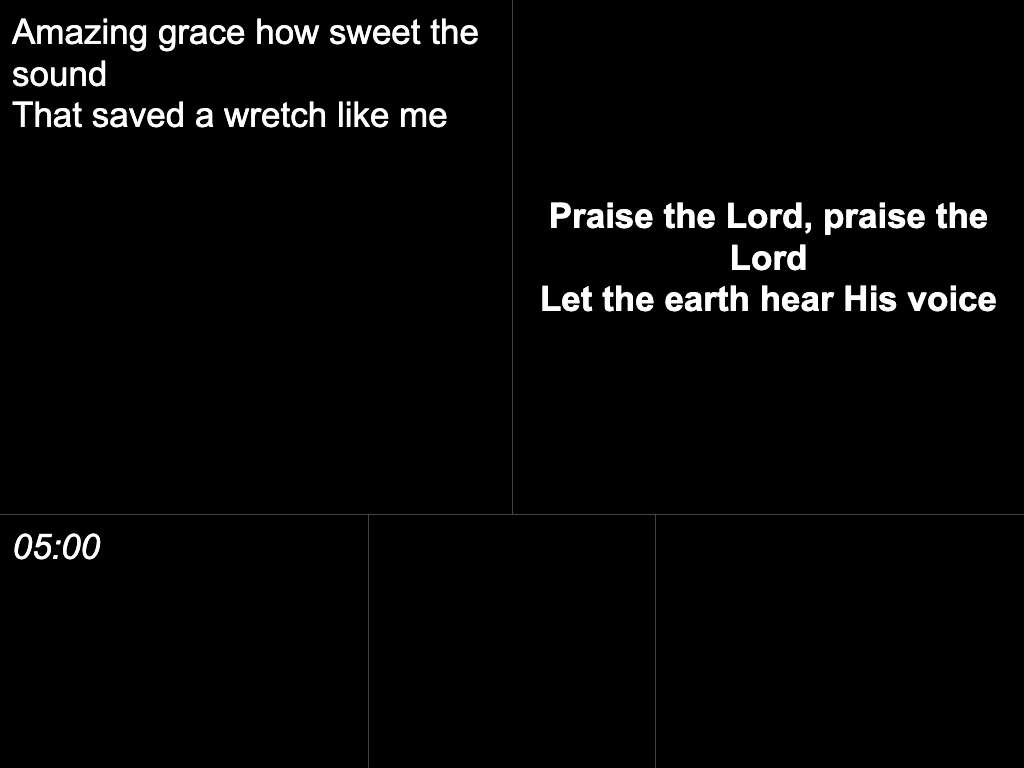 Amazing grace how sweet the
sound
That saved a wretch like me
Praise the Lord, praise the
Lord
Let the earth hear His voice
05:00